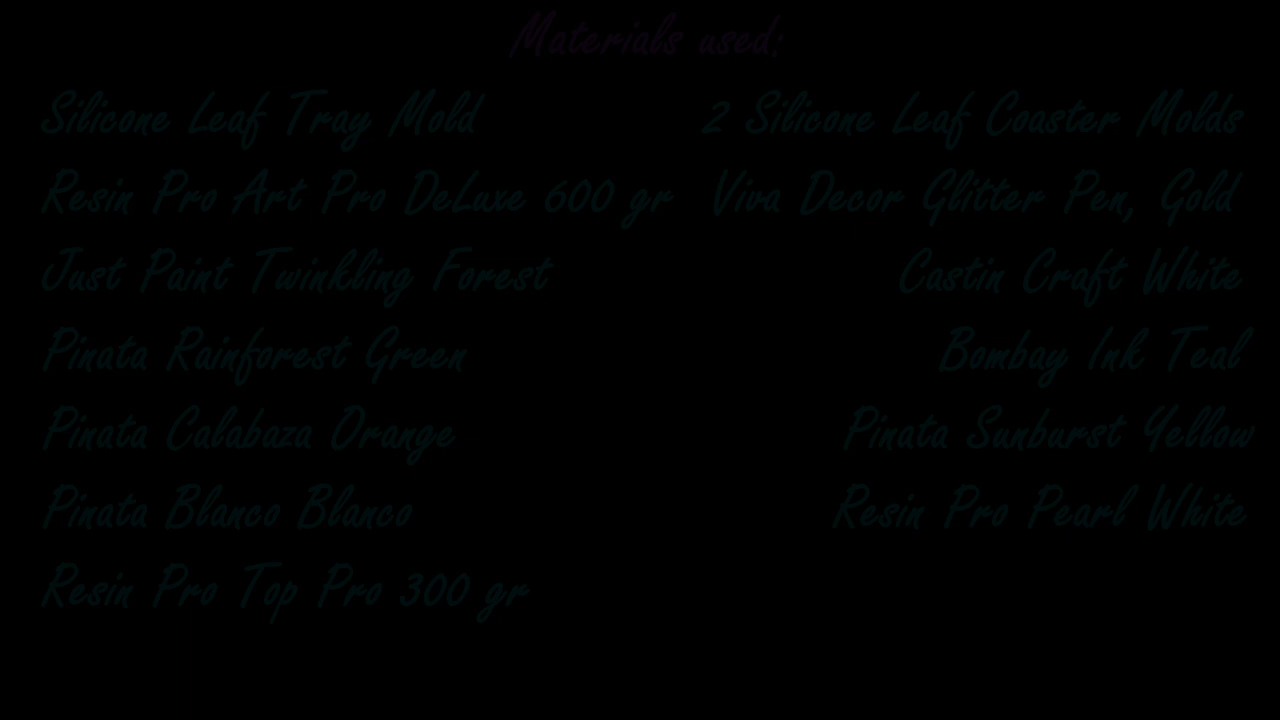 Materials used:
Silicone Leaf Tray Mold
2 Silicone Leaf Coaster Molds
Resin Pro Art Pro DeLuxe 600 gr
Viva Decor Glitter Pen, Gold
Just Paint Twinkling Forest
Castin Craft White
Pinata Rainforest Green
Bombay Ink Teal
Pinata Calabaza Orange
Pinata Sunburst Yellow
Pinata Blanco Blanco
Resin Pro Pearl White
Resin Pro Top Pro 300 gr